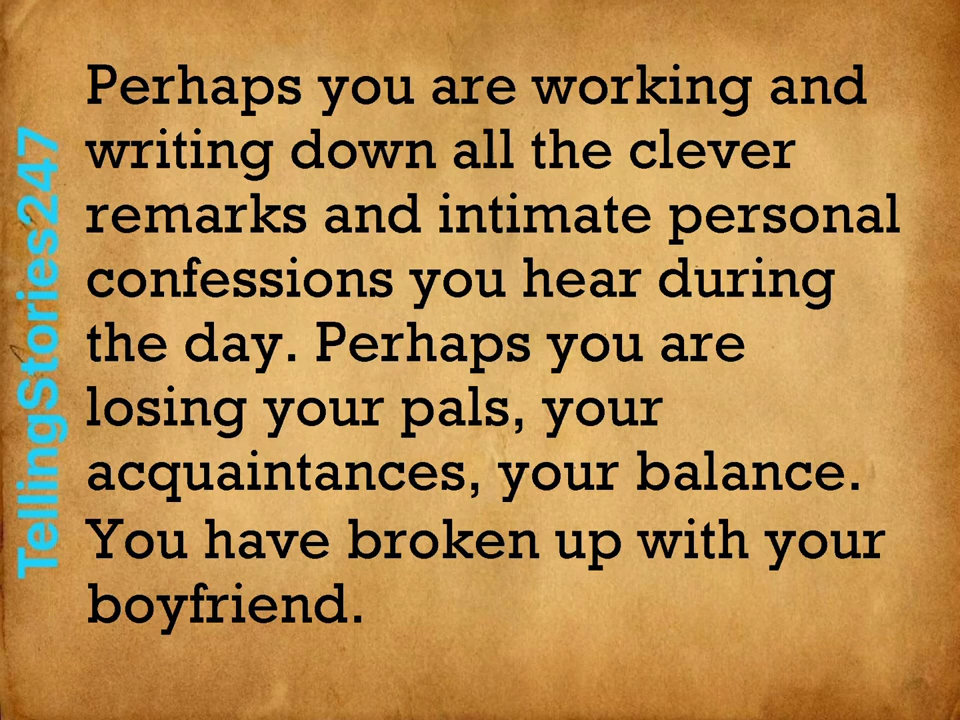 TellingStories247
Perhaps you are working and
writing down all the clever
remarks and intimate personal
confessions you hear during
the day. Perhaps you are
losing your pals, your
acquaintances, your balance.
You have broken up with your
boyfriend.